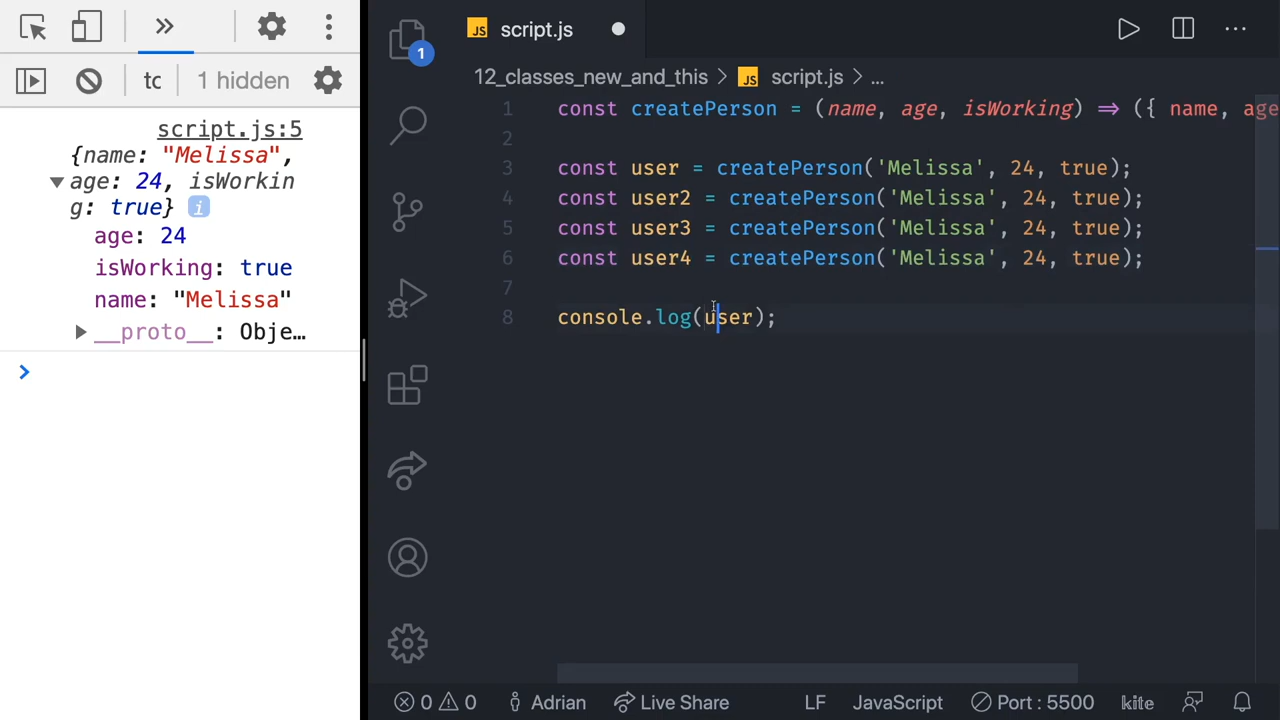 tc
1 hidden
script.js:5
{name: "Melissa",
age: 24, isWorkin
g: true} i
age: 24
isWorking: true
name: "Melissa"
__proto__: Obje…
1
JS script.js
12_classes_new_and_this > JS script.js > ...
1 const createPerson = (name, age, isWorking) => ({ name, age
2
3 const user = createPerson('Melissa', 24, true);
4 const user2 = createPerson('Melissa', 24, true);
5 const user3 = createPerson('Melissa', 24, true);
6 const user4 = createPerson('Melissa', 24, true);
7
8 console.log(user);
0 0 Adrian Live Share LF JavaScript Port : 5500 kite